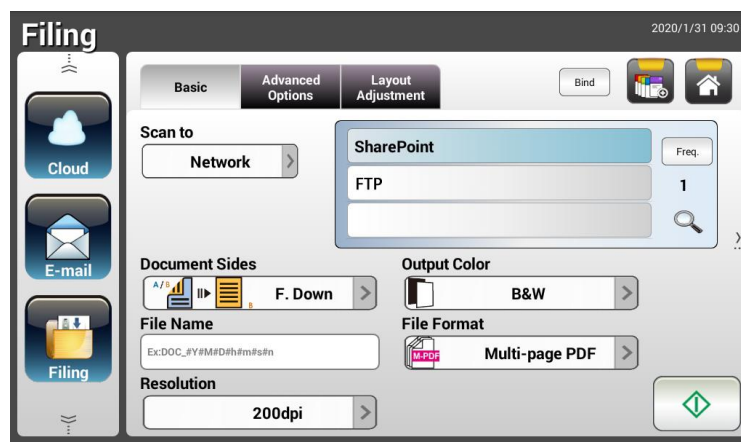 Filing
2020/1/31 09:30
Cloud
E-mail
Filing
Basic
Advanced
Options
Layout
Adjustment
Bind
Scan to
Network
SharePoint
FTP
Freq.
1
Document Sides
A/B
B
F. Down
Output Color
B&W
File Name
Ex:DOC_#Y#M#D#h#m#s#n
File Format
M-PDF
Multi-page PDF
Resolution
200dpi